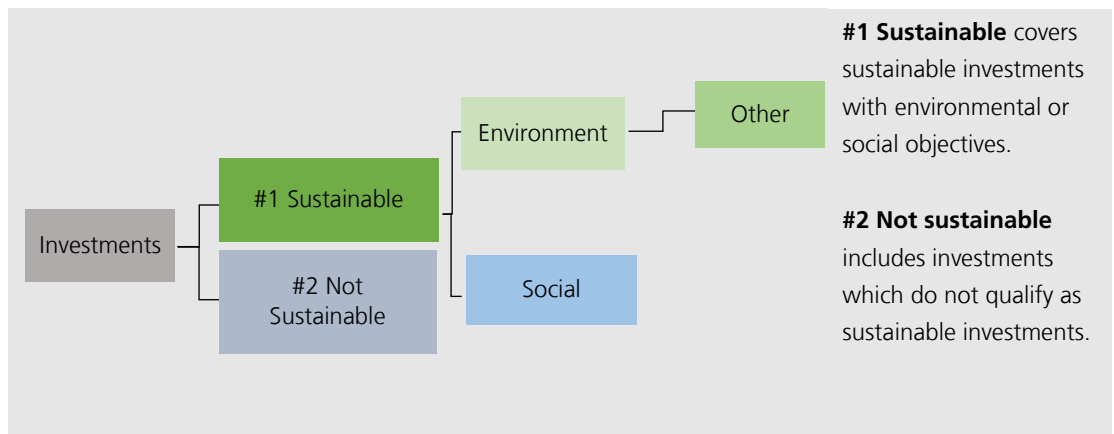 Investments
#1 Sustainable
#2 Not
Sustainable
Environment
Social
Other
#1 Sustainable covers
sustainable investments
with environmental or
social objectives.
#2 Not sustainable
includes investments
which do not qualify as
sustainable investments.